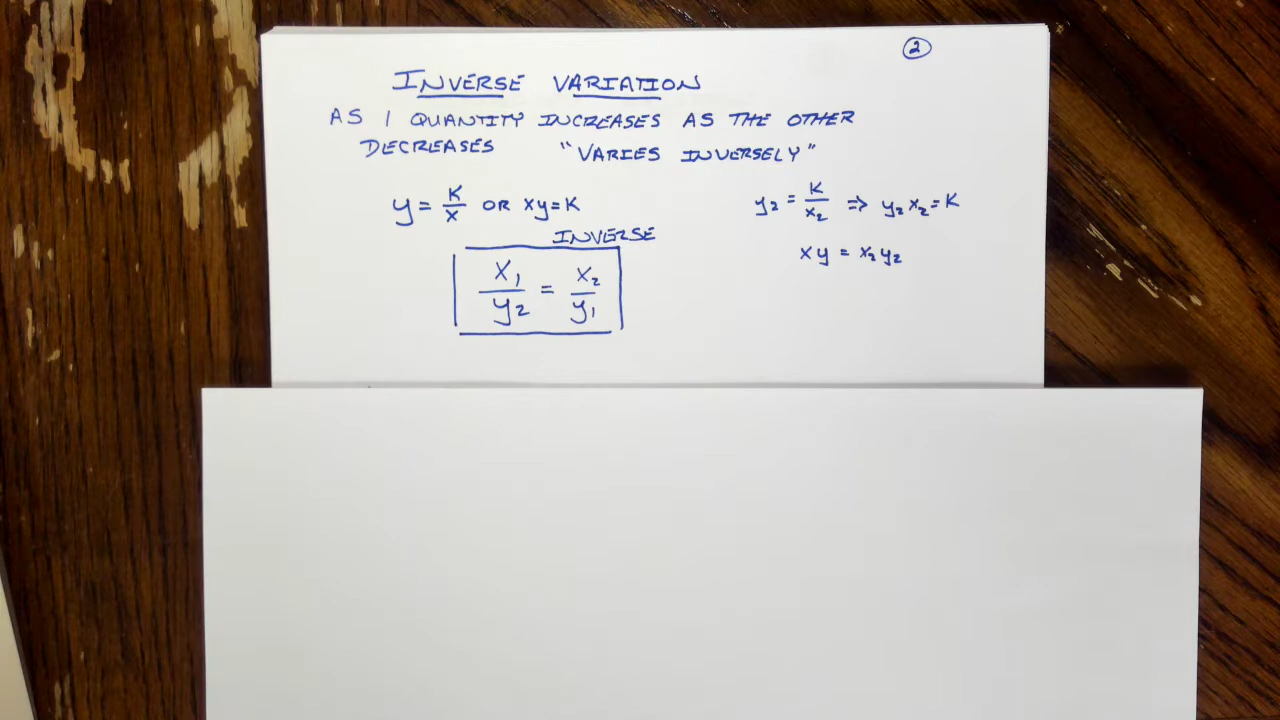 2
INVERSE VARIATION
AS 1 QUANTITY INCREASES AS THE OTHER
DECREASES "VARIES INVERSELY"
y = K/x OR xy = K
INVERSE
x₁/y₂ = x₂/y₁
y₂ = K/x₂ ⇒ y₂x₂ = K
xy = x₂y₂